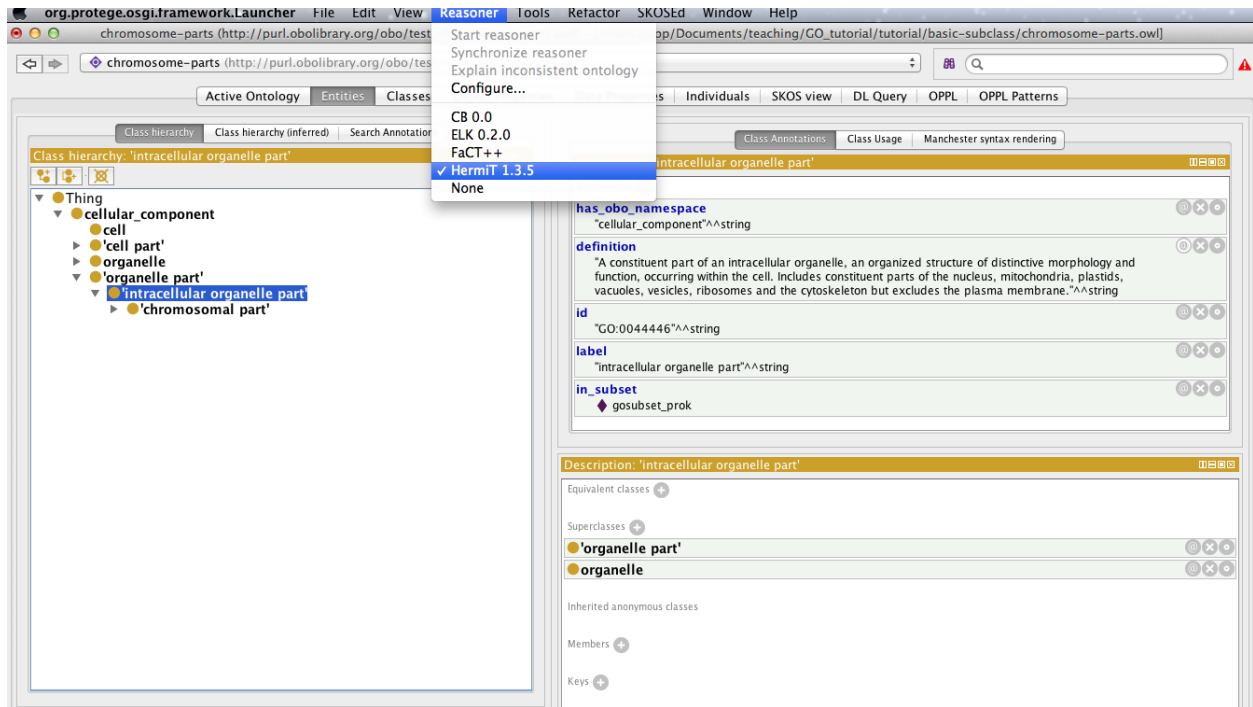 org.protege.osgi.framework.Launcher File Edit View Reasoner Tools Refactor SKOSEd Window Help
chromosome-parts (http://purl.obolibrary.org/obo/test
pp/Documents/teaching/GO_tutorial/tutorial/basic-subclass/chromosome-parts.owl]
Start reasoner
Synchronize reasoner
Explain inconsistent ontology
Configure...
CB 0.0
ELK 0.2.0
FaCT++
✓ HermiT 1.3.5
None
chromosome-parts (http://purl.obolibrary.org/obo/tes
Active Ontology Entities Classes Individuals SKOS view DL Query OPPL OPPL Patterns
Class hierarchy Class hierarchy (inferred) Search Annotation
Class hierarchy: 'intracellular organelle part'
Thing
cellular_component
cell
'cell part'
organelle
'organelle part'
'intracellular organelle part'
'chromosomal part'
Class Annotations Class Usage Manchester syntax rendering
intracellular organelle part'
has_obo_namespace
"cellular_component"^^string
definition
"A constituent part of an intracellular organelle, an organized structure of distinctive morphology and
function, occurring within the cell. Includes constituent parts of the nucleus, mitochondria, plastids,
vacuoles, vesicles, ribosomes and the cytoskeleton but excludes the plasma membrane."^^string
id
"GO:0044446"^^string
label
"intracellular organelle part"^^string
in_subset
gosubset_prok
Description: 'intracellular organelle part'
Equivalent classes
Superclasses
'organelle part'
organelle
Inherited anonymous classes
Members
Keys